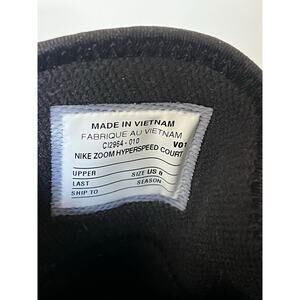 MADE IN VIETNAM
FABRIQUE AU VIETNAM
CI2964 - 010 V01
NIKE ZOOM HYPERSPEED COURT
UPPER SIZE US 8
LAST SEASON
SHIP TO